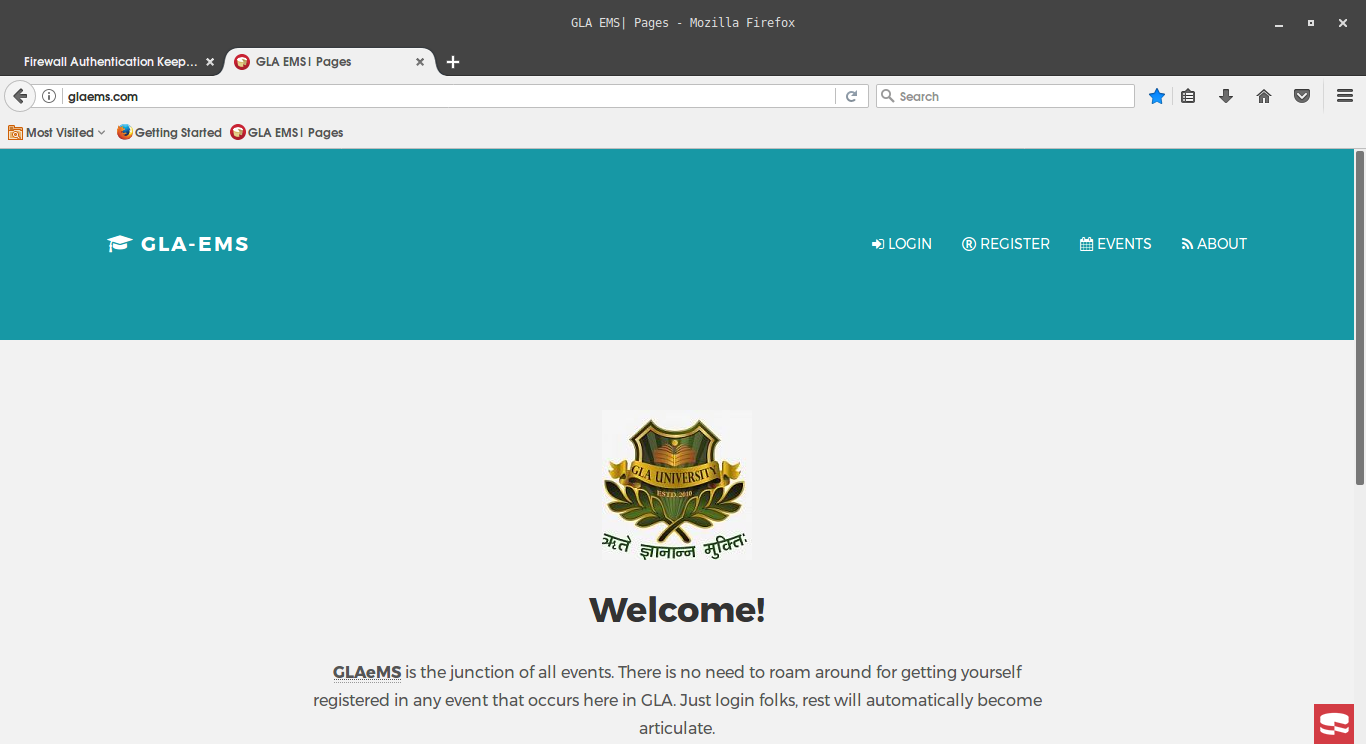 GLA EMS| Pages - Mozilla Firefox
Firewall Authentication Keep...
GLA EMS| Pages
glaems.com
Search
Most Visited
Getting Started
GLA EMS| Pages
GLA-EMS
LOGIN
REGISTER
EVENTS
ABOUT
GLA UNIVERSITY
ESTD. 2010
ऋते ज्ञानान्न मुक्तिः
Welcome!
GLAeMS is the junction of all events. There is no need to roam around for getting yourself
registered in any event that occurs here in GLA. Just login folks, rest will automatically become
articulate.